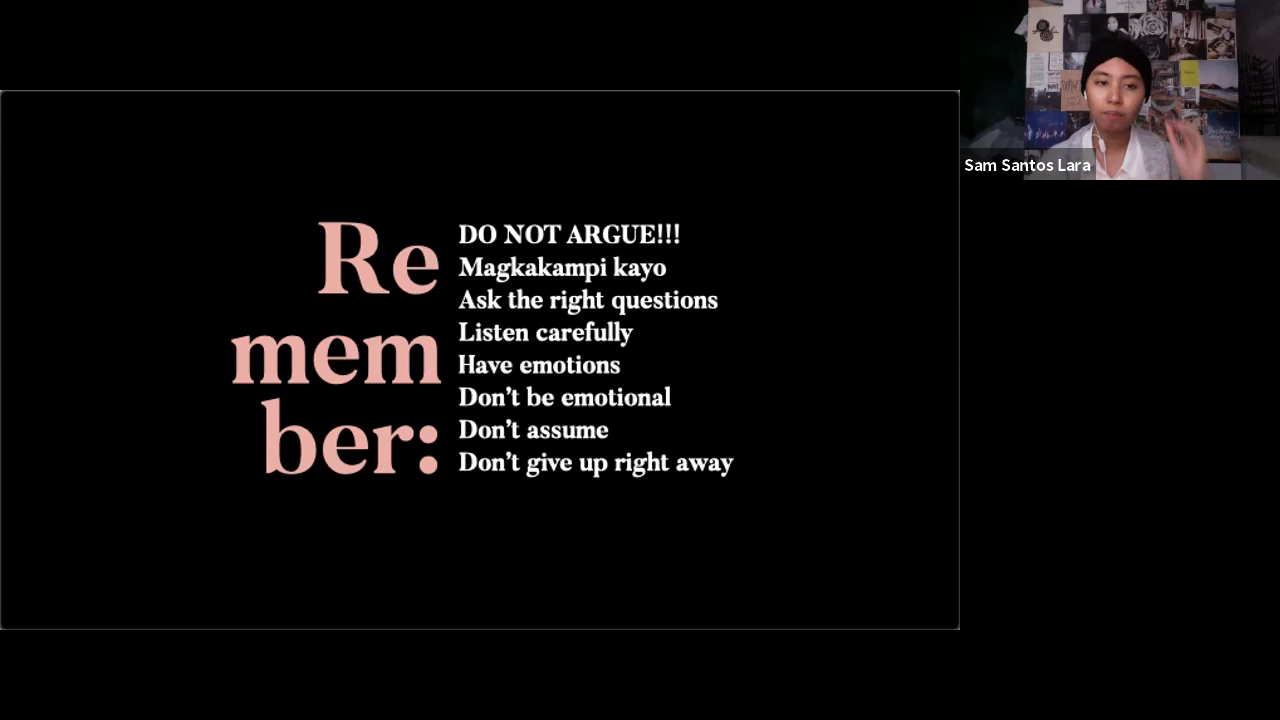 Re
mem
ber:
DO NOT ARGUE!!!
Magkakampi kayo
Ask the right questions
Listen carefully
Have emotions
Don’t be emotional
Don’t assume
Don’t give up right away
Sam Santos Lara